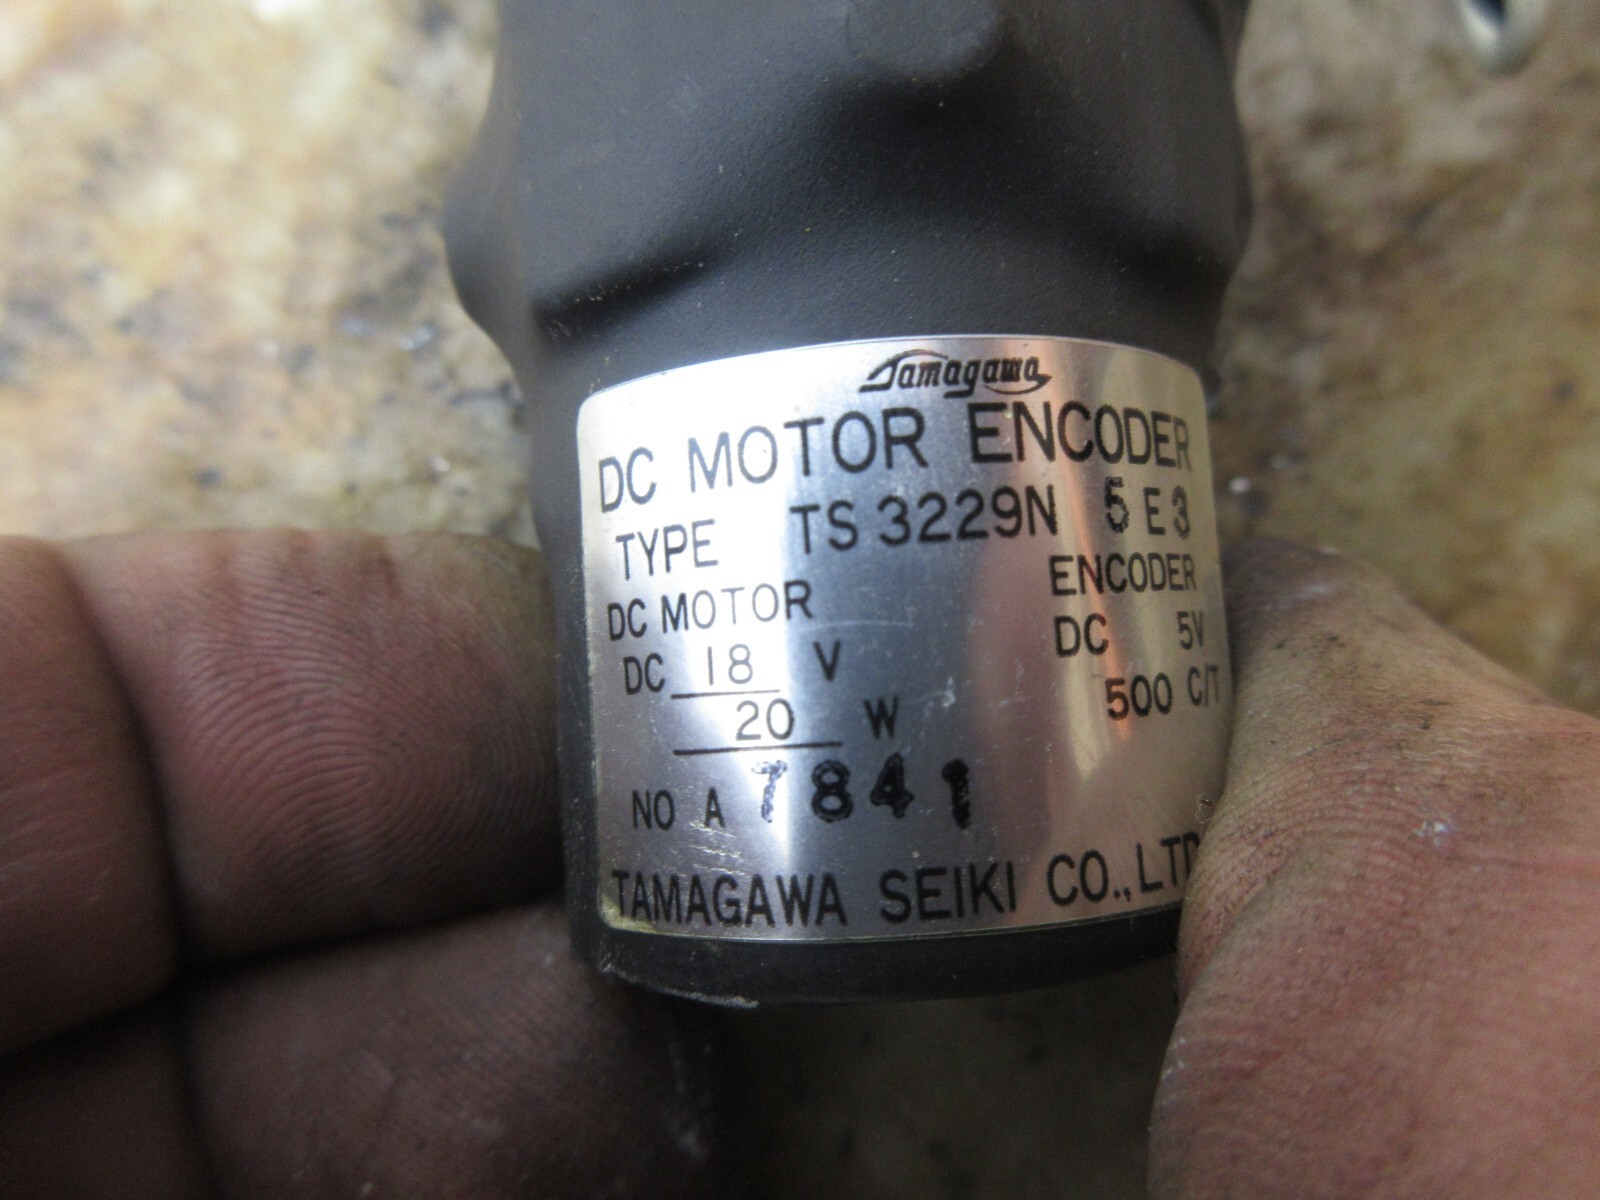 Tamagawa
DC MOTOR ENCODER
TYPE TS 3229N 5 E3
DC MOTOR ENCODER
DC 18 V DC 5V
20 W 500 C/T
NO A 7841
TAMAGAWA SEIKI CO., LTD